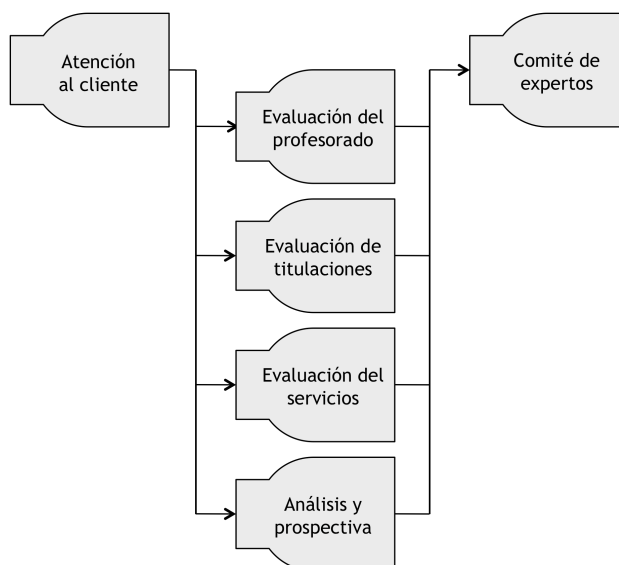 Atención
al cliente
Comité de
expertos
Evaluación del
profesorado
Evaluación de
titulaciones
Evaluación del
servicios
Análisis y
prospectiva